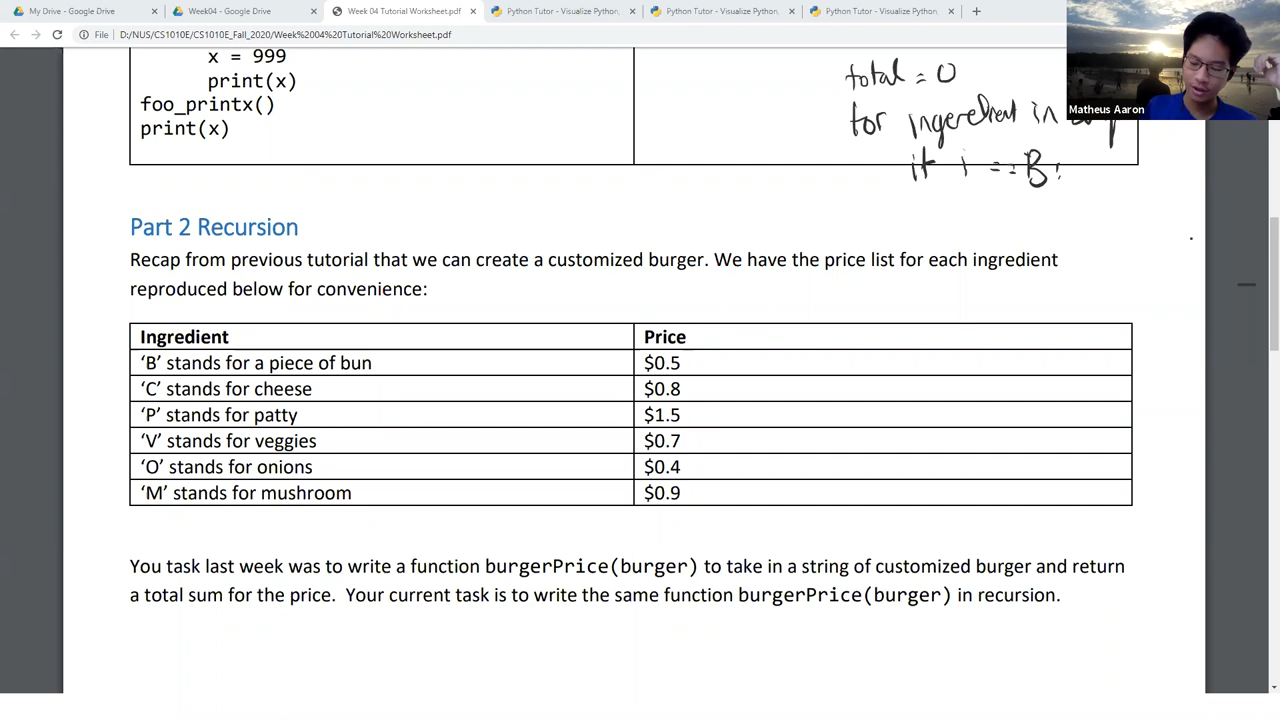 My Drive - Google Drive
Week04 - Google Drive
Week 04 Tutorial Worksheet.pdf
Python Tutor - Visualize Python,
Python Tutor - Visualize Python,
Python Tutor - Visualize Python,
File
D:/NUS/CS1010E/CS1010E_Fall_2020/Week%2004%20Tutorial%20Worksheet.pdf
x = 999
print(x)
foo_printx()
print(x)
total = 0
for ingeredient in
if i == B:
Matheus Aaron
Part 2 Recursion
Recap from previous tutorial that we can create a customized burger. We have the price list for each ingredient
reproduced below for convenience:
Ingredient Price
‘B’ stands for a piece of bun $0.5
‘C’ stands for cheese $0.8
‘P’ stands for patty $1.5
‘V’ stands for veggies $0.7
‘O’ stands for onions $0.4
‘M’ stands for mushroom $0.9
You task last week was to write a function burgerPrice(burger) to take in a string of customized burger and return
a total sum for the price. Your current task is to write the same function burgerPrice(burger) in recursion.